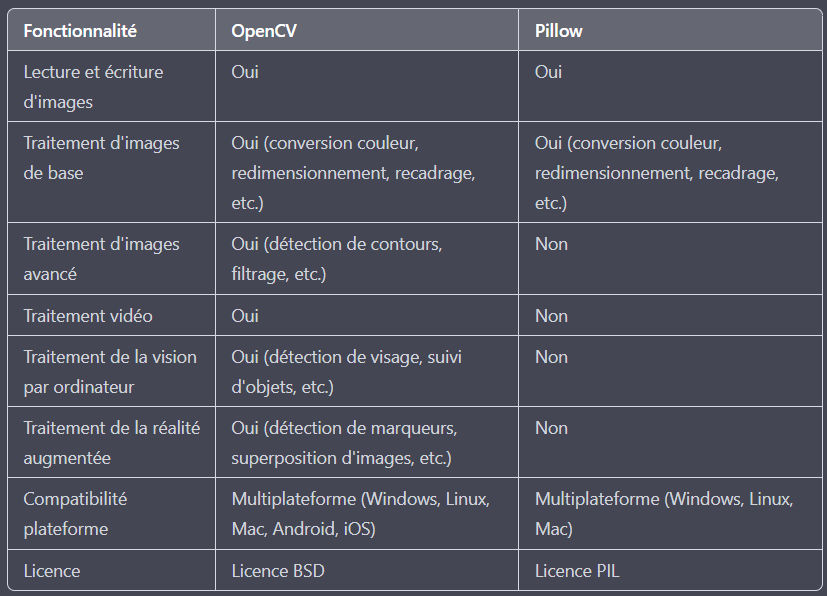 Fonctionnalité OpenCV Pillow
Lecture et écriture Oui Oui
d'images
Traitement d'images Oui (conversion couleur, Oui (conversion couleur,
de base redimensionnement, recadrage, redimensionnement, recadrage,
etc.) etc.)
Traitement d'images Oui (détection de contours, Non
avancé filtrage, etc.)
Traitement vidéo Oui Non
Traitement de la vision Oui (détection de visage, suivi Non
par ordinateur d'objets, etc.)
Traitement de la réalité Oui (détection de marqueurs, Non
augmentée superposition d'images, etc.)
Compatibilité Multiplateforme (Windows, Linux, Multiplateforme (Windows, Linux,
plateforme Mac, Android, iOS) Mac)
Licence Licence BSD Licence PIL